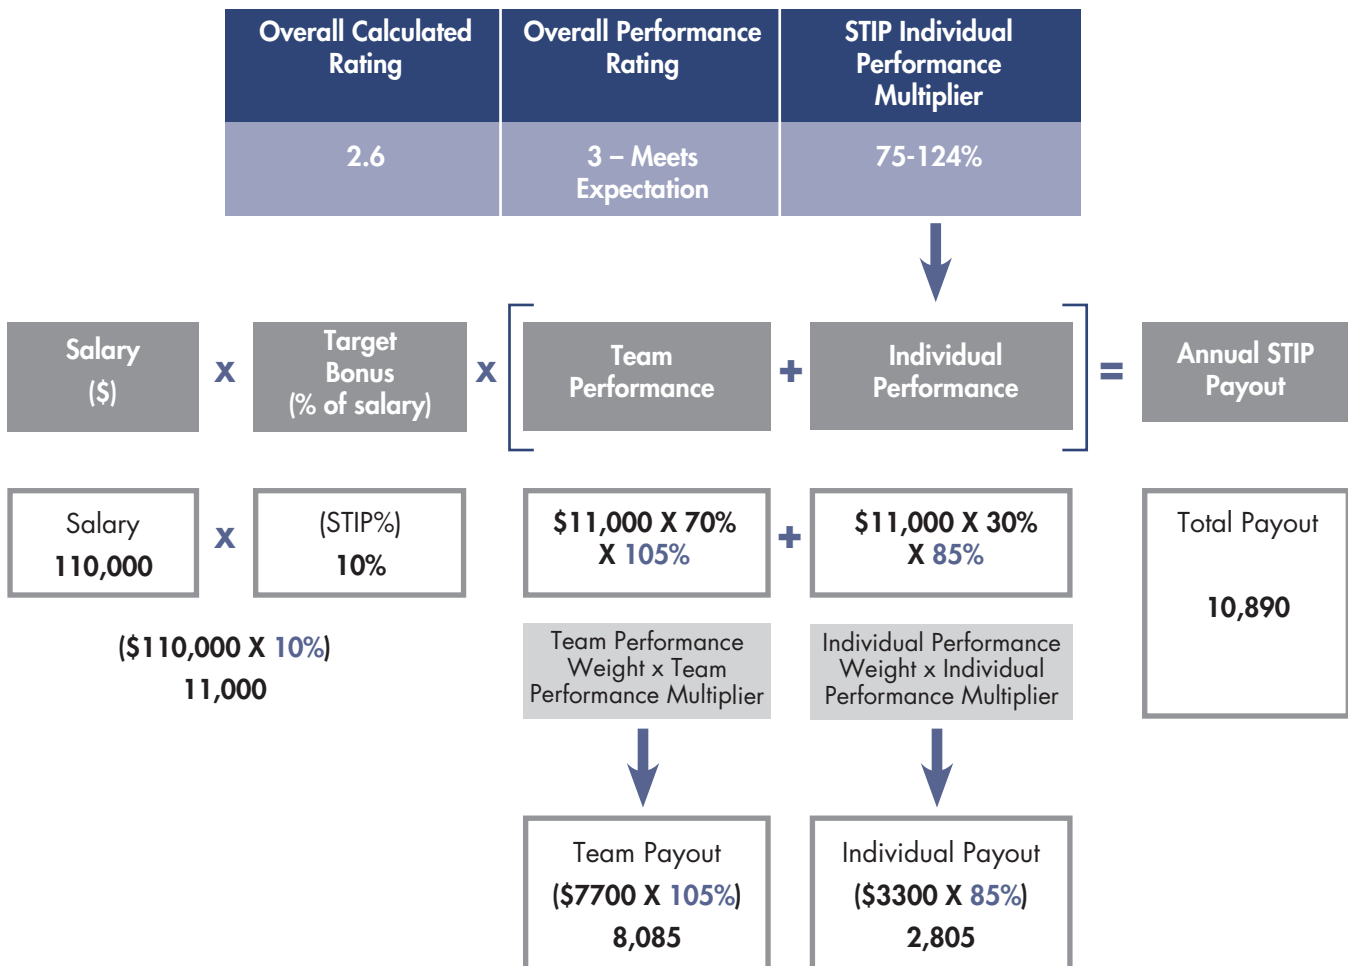 Overall Calculated
Rating
Overall Performance
Rating
STIP Individual
Performance
Multiplier
2.6
3 – Meets
Expectation
75-124%
Salary
($)
x
Target
Bonus
(% of salary)
x
Team
Performance
+
Individual
Performance
=
Annual STIP
Payout
Salary
110,000
x
(STIP%)
10%
$11,000 X 70%
X 105%
+
$11,000 X 30%
X 85%
Total Payout
10,890
($110,000 X 10%)
11,000
Team Performance
Weight x Team
Performance Multiplier
Individual Performance
Weight x Individual
Performance Multiplier
Team Payout
($7700 X 105%)
8,085
Individual Payout
($3300 X 85%)
2,805